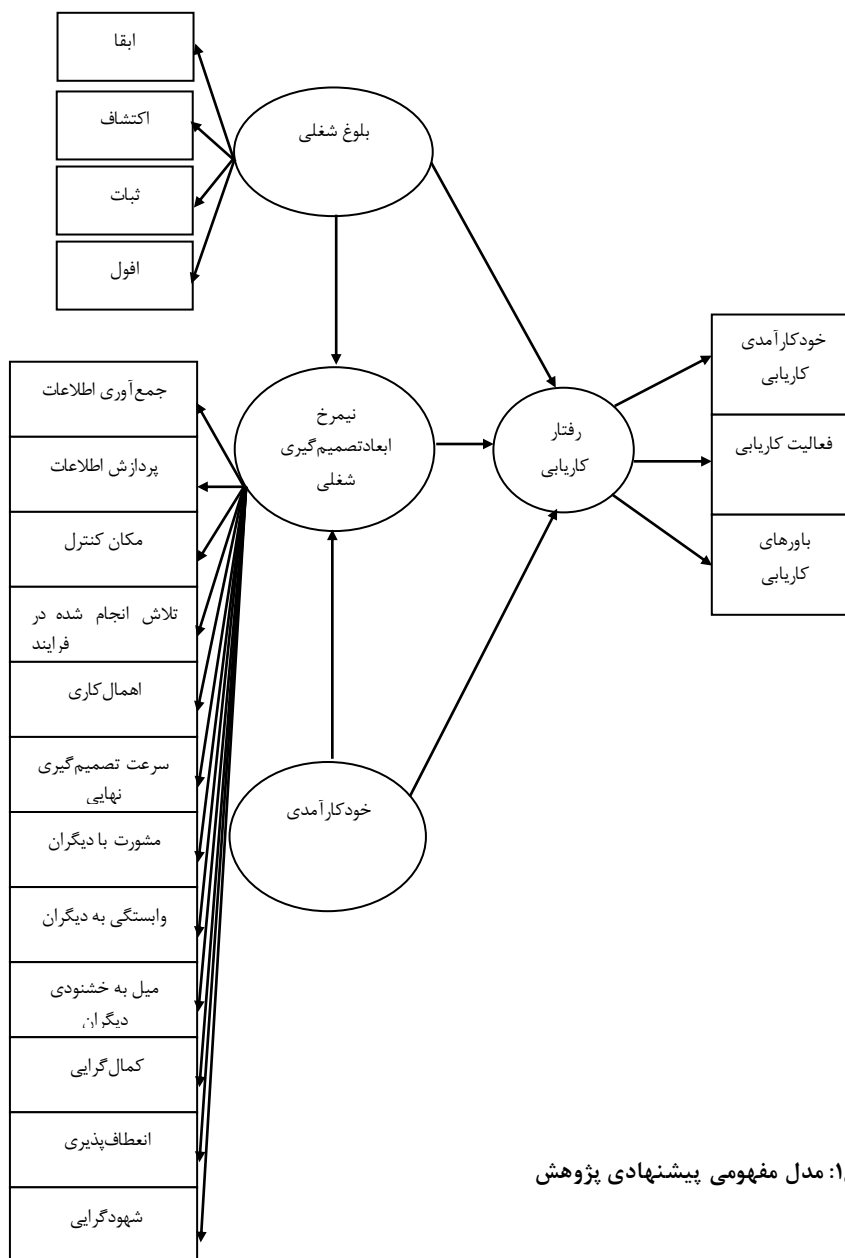 ابقا
اکتشاف
ثبات
افول
بلوغ شغلی
جمع‌آوری اطلاعات
پردازش اطلاعات
مکان کنترل
تلاش انجام شده در
فرایند
اهمال‌کاری
سرعت تصمیم‌گیری
نهایی
مشورت با دیگران
وابستگی به دیگران
میل به خشنودی
دیگران
کمال‌گرایی
انعطاف‌پذیری
شهودگرایی
نیمرخ
ابعادتصمیم‌گیری
شغلی
خودکارآمدی
رفتار
کاریابی
خودکارآمدی
کاریابی
فعالیت کاریابی
باورهای
کاریابی
۱: مدل مفهومی پیشنهادی پژوهش